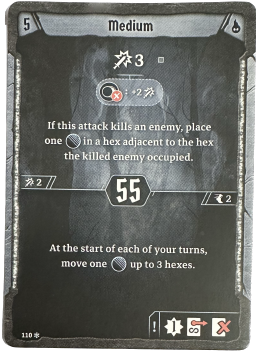 5 Medium
3
: +2
If this attack kills an enemy, place
one in a hex adjacent to the hex
the killed enemy occupied.
2 55 2
At the start of each of your turns,
move one up to 3 hexes.
110
! 1